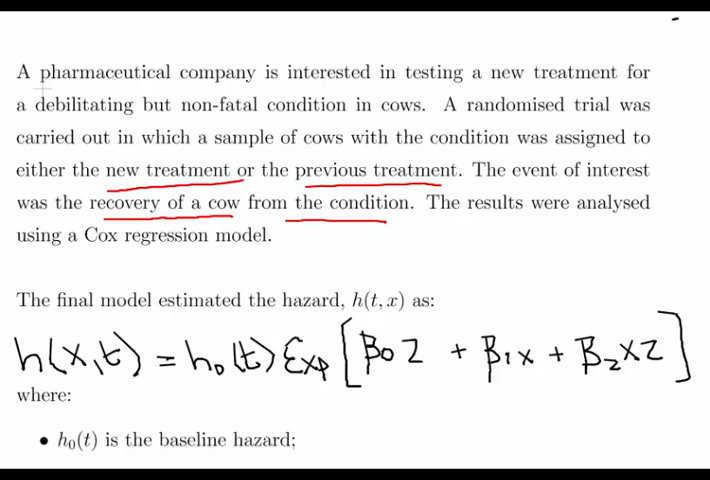 A pharmaceutical company is interested in testing a new treatment for
a debilitating but non-fatal condition in cows. A randomised trial was
carried out in which a sample of cows with the condition was assigned to
either the new treatment or the previous treatment. The event of interest
was the recovery of a cow from the condition. The results were analysed
using a Cox regression model.
The final model estimated the hazard, h(t, x) as:
h(x,t) = h₀(t) Exp [β₀ z + β₁x + β₂xz]
where:
• h₀(t) is the baseline hazard;